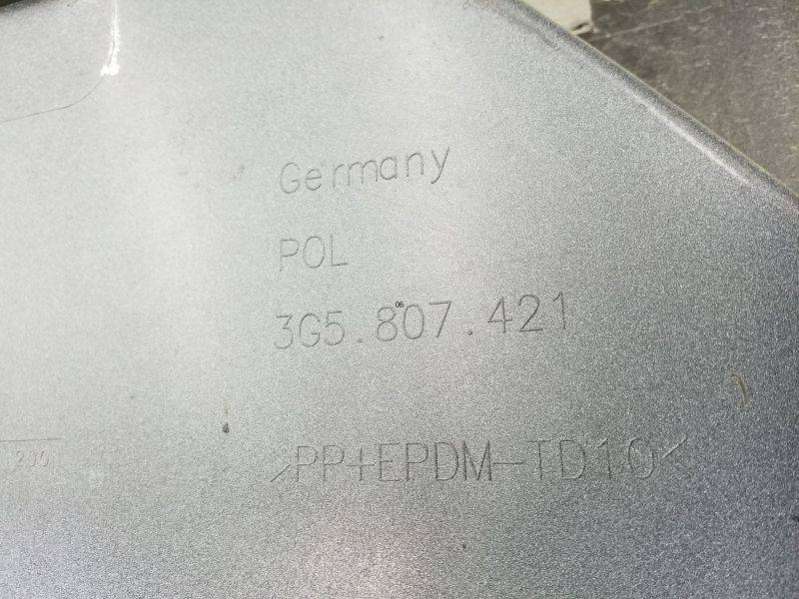 Germany
POL
3G5.807.421
>PP+EPDM-TD10<